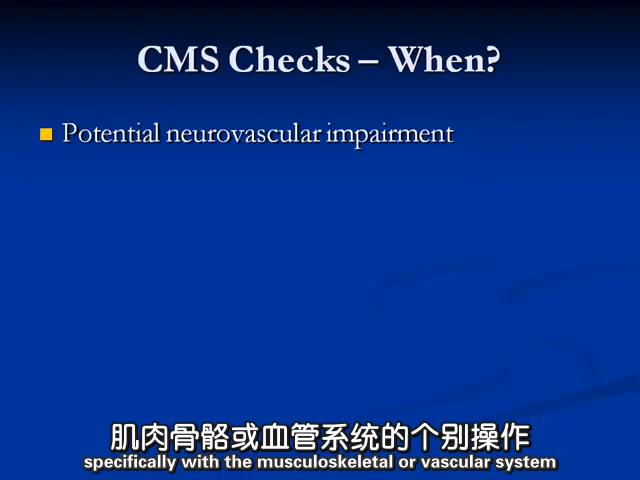 CMS Checks – When?
Potential neurovascular impairment
肌肉骨骼或血管系统的个别操作
specifically with the musculoskeletal or vascular system